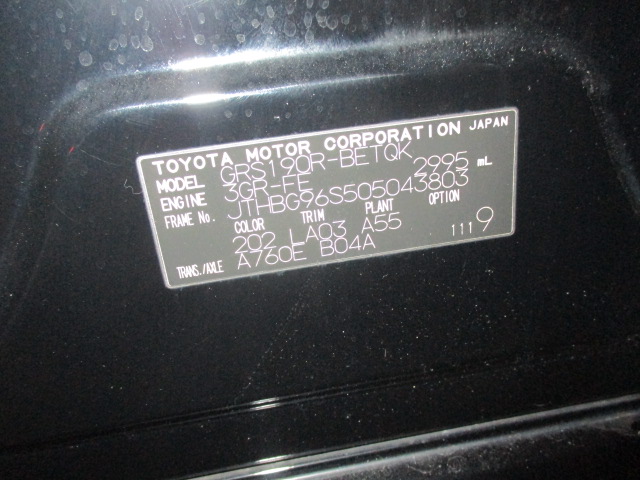 TOYOTA MOTOR CORPORATION JAPAN
MODEL GRS190R-BETQK
ENGINE 3GR-FE 2995 mL
FRAME No. JTHBG96S505043803
COLOR TRIM PLANT OPTION
202 LA03 A55 1119
TRANS./AXLE A760E B04A